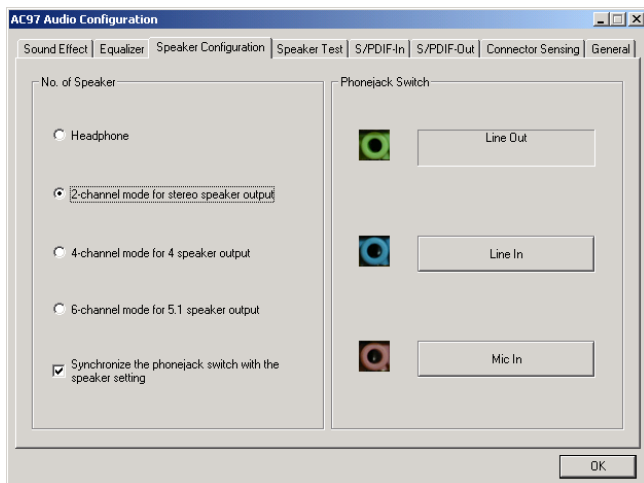 AC97 Audio Configuration
Sound Effect
Equalizer
Speaker Configuration
Speaker Test
S/PDIF-In
S/PDIF-Out
Connector Sensing
General
No. of Speaker
Headphone
2-channel mode for stereo speaker output
4-channel mode for 4 speaker output
6-channel mode for 5.1 speaker output
Synchronize the phonejack switch with the
speaker setting
Phonejack Switch
Line Out
Line In
Mic In
OK